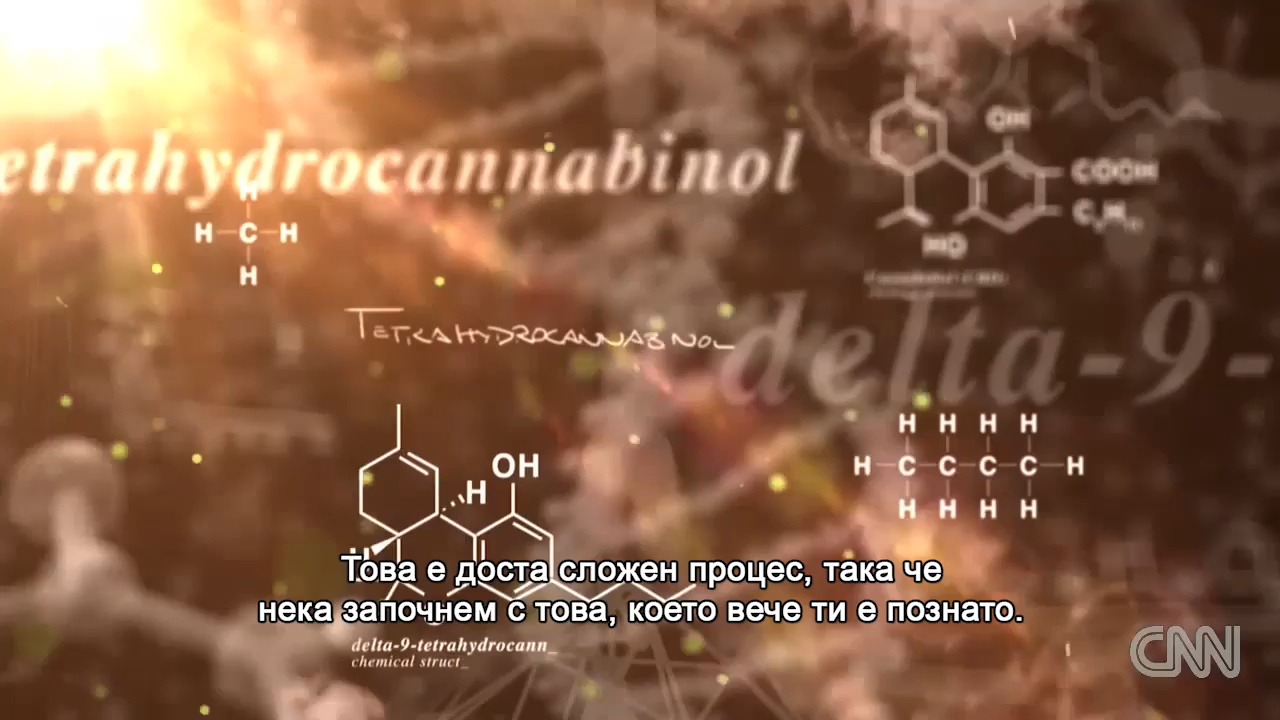 etrahydrocannabinol
H
H C H
H
OH
COOH
HO
TETRAHYDROCANNABINOL
delta-9-
H H H H
H C C C C H
H H H H
OH
H
Това е доста сложен процес, така че
нека започнем с това, което вече ти е познато.
delta-9-tetrahydrocann_
chemical struct_
CNN